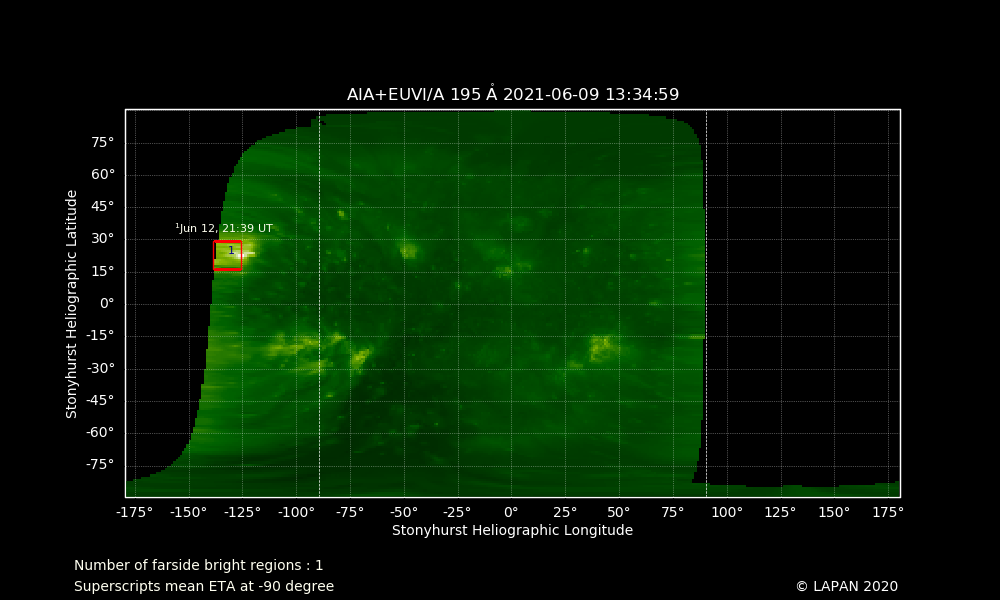 AIA+EUVI/A 195 Å 2021-06-09 13:34:59
75°
60°
45°
¹Jun 12, 21:39 UT
30°
1
15°
0°
-15°
-30°
-45°
-60°
-75°
Stonyhurst Heliographic Latitude
-175° -150° -125° -100° -75° -50° -25° 0° 25° 50° 75° 100° 125° 150° 175°
Stonyhurst Heliographic Longitude
Number of farside bright regions : 1
Superscripts mean ETA at -90 degree
© LAPAN 2020